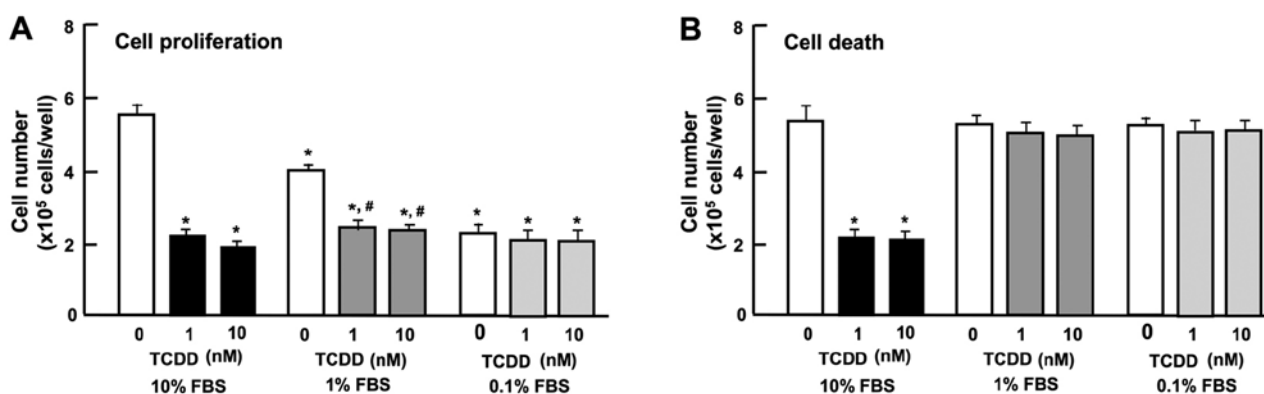 A
Cell proliferation
Cell number
(x10⁵ cells/well)
8
6
4
2
0
*
*
*
*, #
*, #
*
*
*
0 1 10 0 1 10 0 1 10
TCDD (nM) TCDD (nM) TCDD (nM)
10% FBS 1% FBS 0.1% FBS
B
Cell death
Cell number
(x10⁵ cells/well)
8
6
4
2
0
*
*
0 1 10 0 1 10 0 1 10
TCDD (nM) TCDD (nM) TCDD (nM)
10% FBS 1% FBS 0.1% FBS